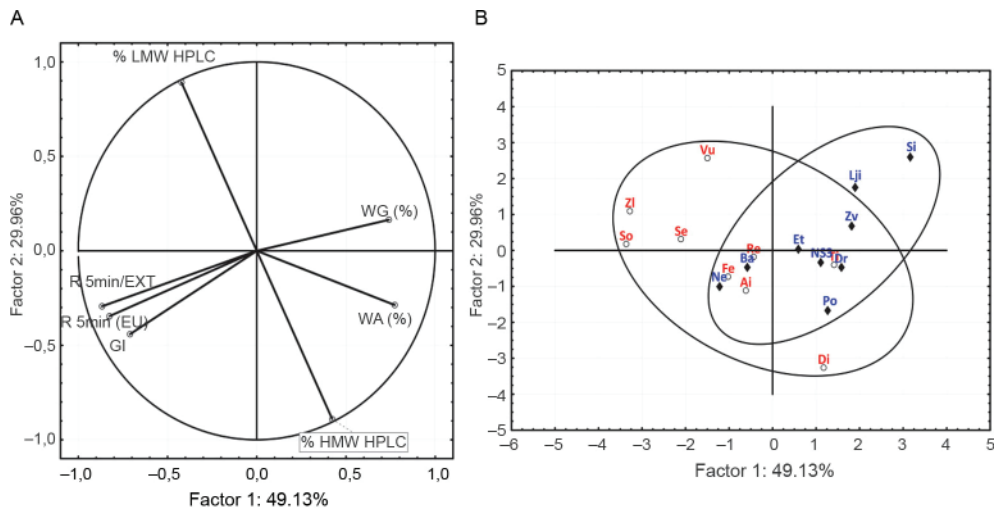 A
% LMW HPLC
WG (%)
R 5min/EXT
R 5min (EU)
GI
WA (%)
% HMW HPLC
1,0
0,5
0,0
–0,5
–1,0
Factor 2: 29.96%
–1,0
–0,5
0,0
0,5
1,0
Factor 1: 49.13%
B
5
4
3
2
1
0
–1
–2
–3
–4
–5
Factor 2: 29.96%
Vu
Si
Lji
Zl
Zv
So
Se
Et
NS3
Dr
Ba
Fe
Ne
Ai
Po
Di
–6
–5
–4
–3
–2
–1
0
1
2
3
4
5
Factor 1: 49.13%